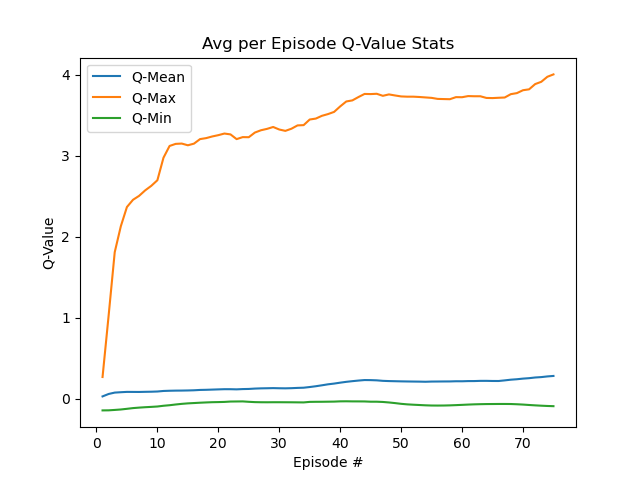 Avg per Episode Q-Value Stats
Q-Mean
Q-Max
Q-Min
4
3
2
1
0
Q-Value
0 10 20 30 40 50 60 70
Episode #